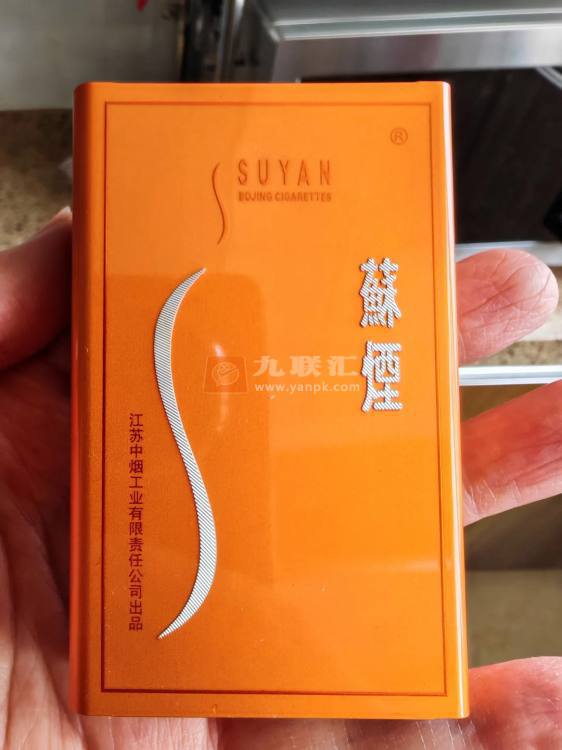 ®
SUYAN
BOJING CIGARETTES
蘇煙
九联汇
www.yanpk.com
江苏中烟工业有限责任公司出品